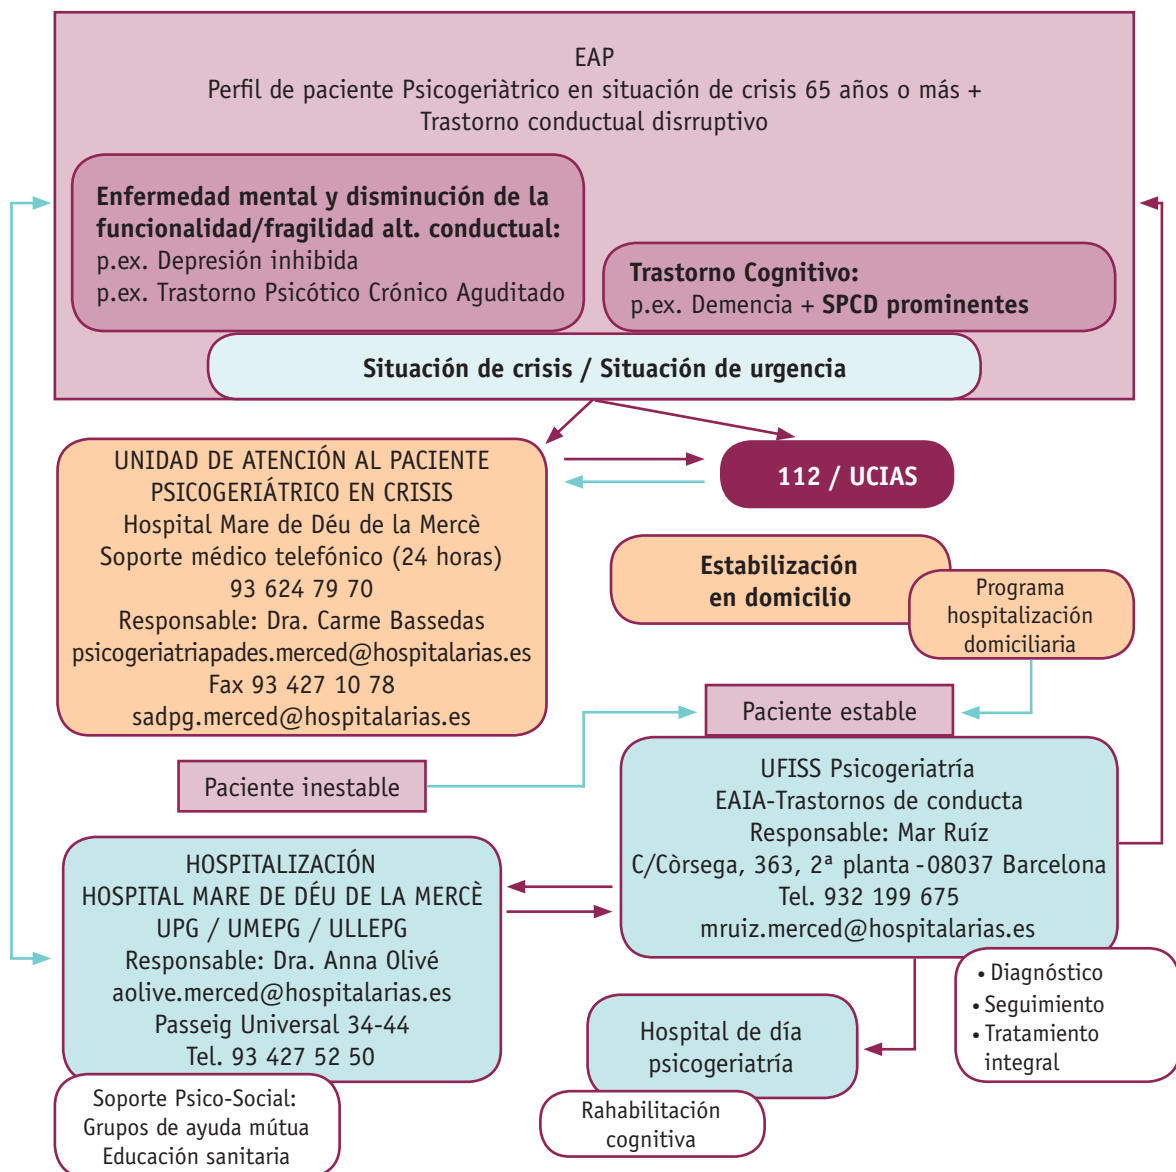 EAP
Perfil de paciente Psicogeriàtrico en situación de crisis 65 años o más +
Trastorno conductual disrruptivo
Enfermedad mental y disminución de la
funcionalidad/fragilidad alt. conductual:
p.ex. Depresión inhibida
p.ex. Trastorno Psicótico Crónico Aguditado
Trastorno Cognitivo:
p.ex. Demencia + SPCD prominentes
Situación de crisis / Situación de urgencia
UNIDAD DE ATENCIÓN AL PACIENTE
PSICOGERIÁTRICO EN CRISIS
Hospital Mare de Déu de la Mercè
Soporte médico telefónico (24 horas)
93 624 79 70
Responsable: Dra. Carme Bassedas
psicogeriatriapades.merced@hospitalarias.es
Fax 93 427 10 78
sadpg.merced@hospitalarias.es
112 / UCIAS
Estabilización
en domicilio
Programa
hospitalización
domiciliaria
Paciente estable
Paciente inestable
UFISS Psicogeriatría
EAIA-Trastornos de conducta
Responsable: Mar Ruíz
C/Còrsega, 363, 2ª planta -08037 Barcelona
Tel. 932 199 675
mruiz.merced@hospitalarias.es
• Diagnóstico
• Seguimiento
• Tratamiento
integral
HOSPITALIZACIÓN
HOSPITAL MARE DE DÉU DE LA MERCÈ
UPG / UMEPG / ULLEPG
Responsable: Dra. Anna Olivé
aolive.merced@hospitalarias.es
Passeig Universal 34-44
Tel. 93 427 52 50
Soporte Psico-Social:
Grupos de ayuda mútua
Educación sanitaria
Hospital de día
psicogeriatría
Rahabilitación
cognitiva